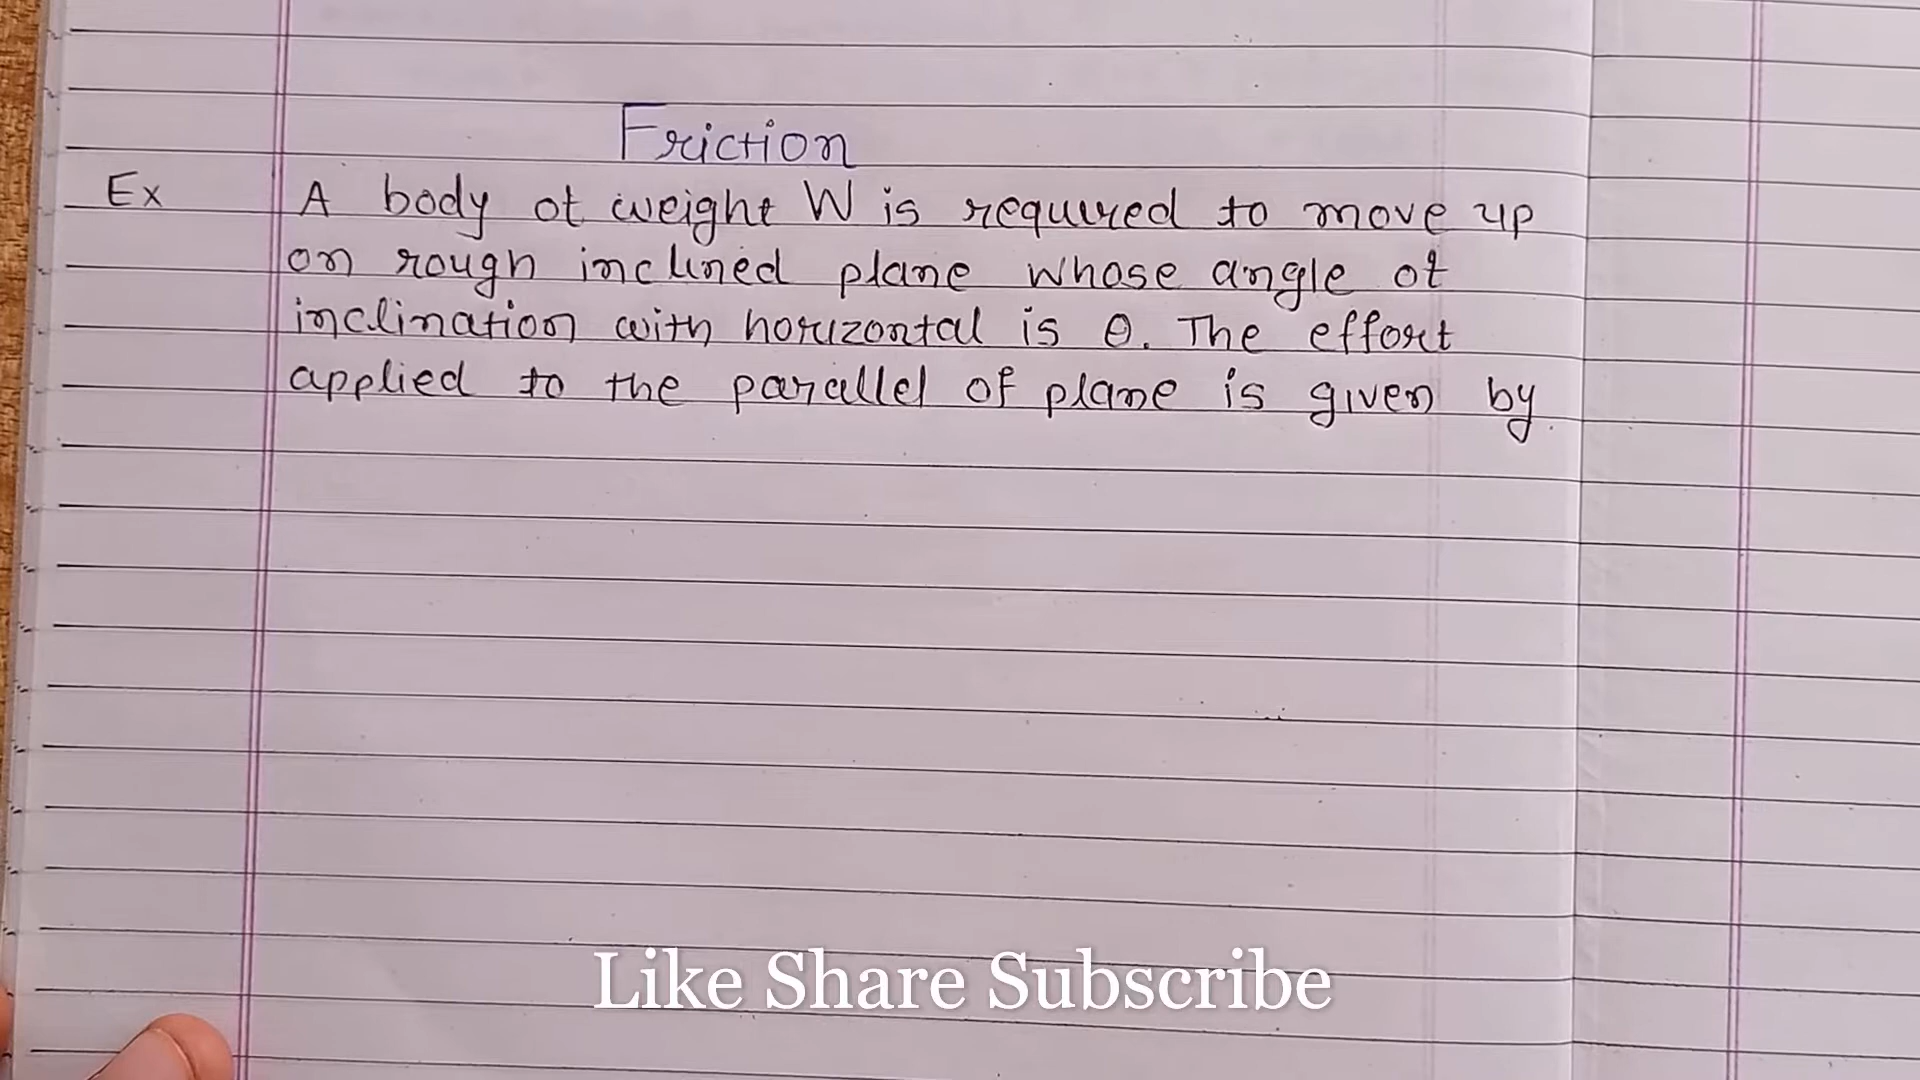 Friction
Ex A body of weight W is required to move up
on rough inclined plane whose angle of
inclination with horizontal is θ. The effort
applied to the parallel of plane is given by.
Like Share Subscribe